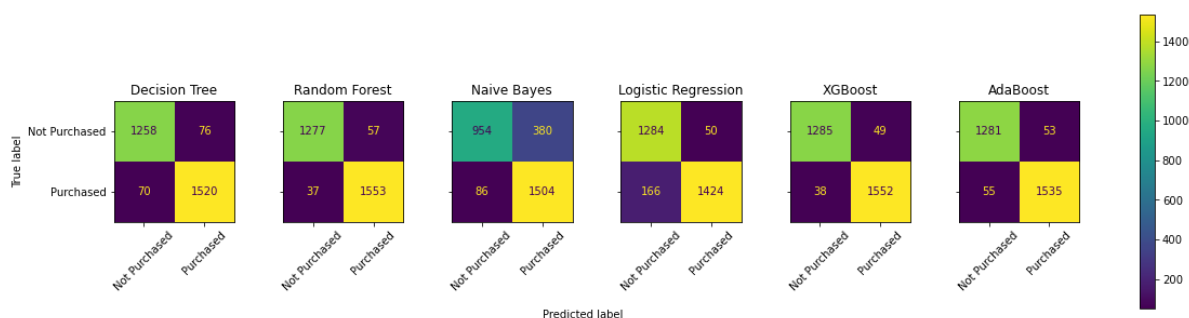 Decision Tree
Random Forest
Naive Bayes
Logistic Regression
XGBoost
AdaBoost
True label
Not Purchased
Purchased
1258 76
70 1520
1277 57
37 1553
954 380
86 1504
1284 50
166 1424
1285 49
38 1552
1281 53
55 1535
Not Purchased
Purchased
Not Purchased
Purchased
Not Purchased
Purchased
Not Purchased
Purchased
Not Purchased
Purchased
Not Purchased
Purchased
Predicted label
1400
1200
1000
800
600
400
200